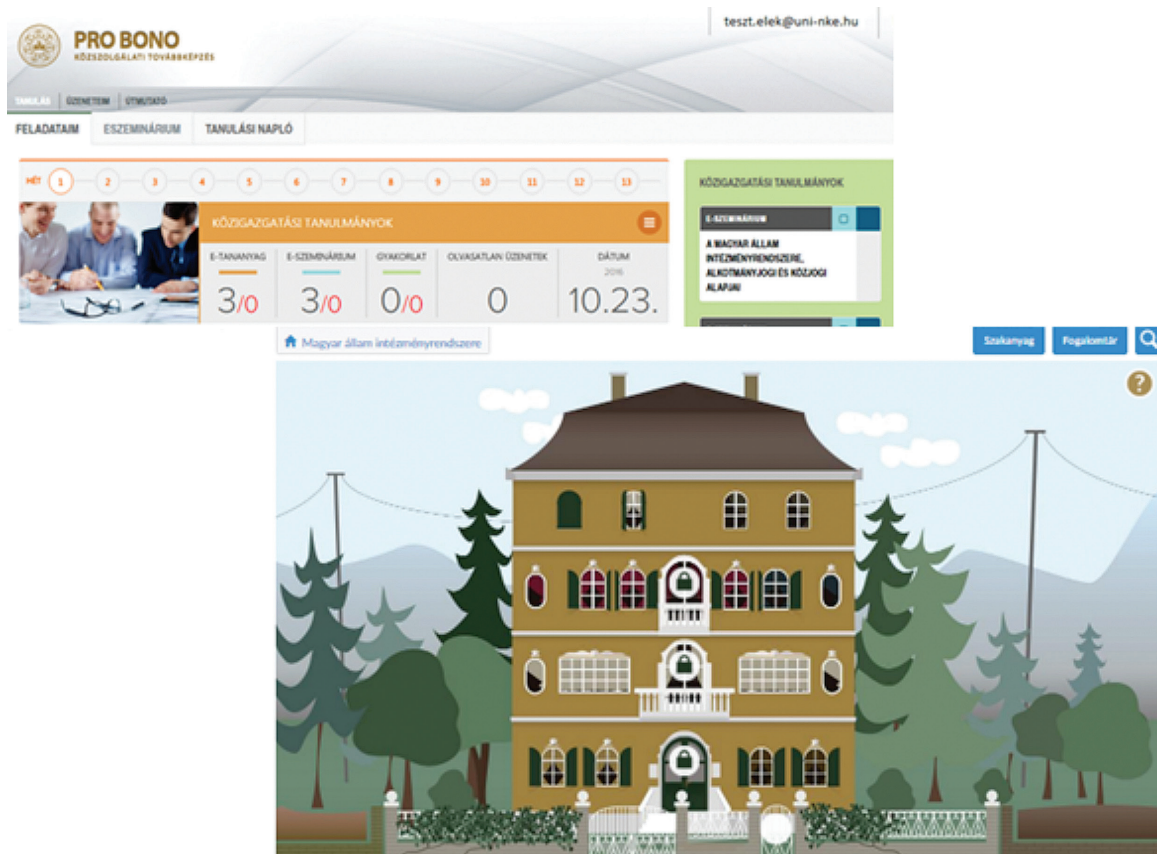 teszt.elek@uni-nke.hu
PRO BONO
KÖZSZOLGÁLATI TOVÁBBKÉPZÉS
TANULÁS ÜZENETEIM ÚTMUTATÓ
FELADATAIM ESZEMINÁRIUM TANULÁSI NAPLÓ
HÉT 1 2 3 4 5 6 7 8 9 10 11 12 13
KÖZIGAZGATÁSI TANULMÁNYOK
E-TANANYAG E-SZEMINÁRIUM GYAKORLAT OLVASATLAN ÜZENETEK DÁTUM
2016
3/0 3/0 0/0 0 10.23.
KÖZIGAZGATÁSI TANULMÁNYOK
E-SZEMINÁRIUM
A MAGYAR ÁLLAM
INTÉZMÉNYRENDSZERE,
ALKOTMÁNYJOGI ÉS KÖZJOGI
ALAPJAI
Magyar állam intézményrendszere
Szakanyag Fogalomtár
?